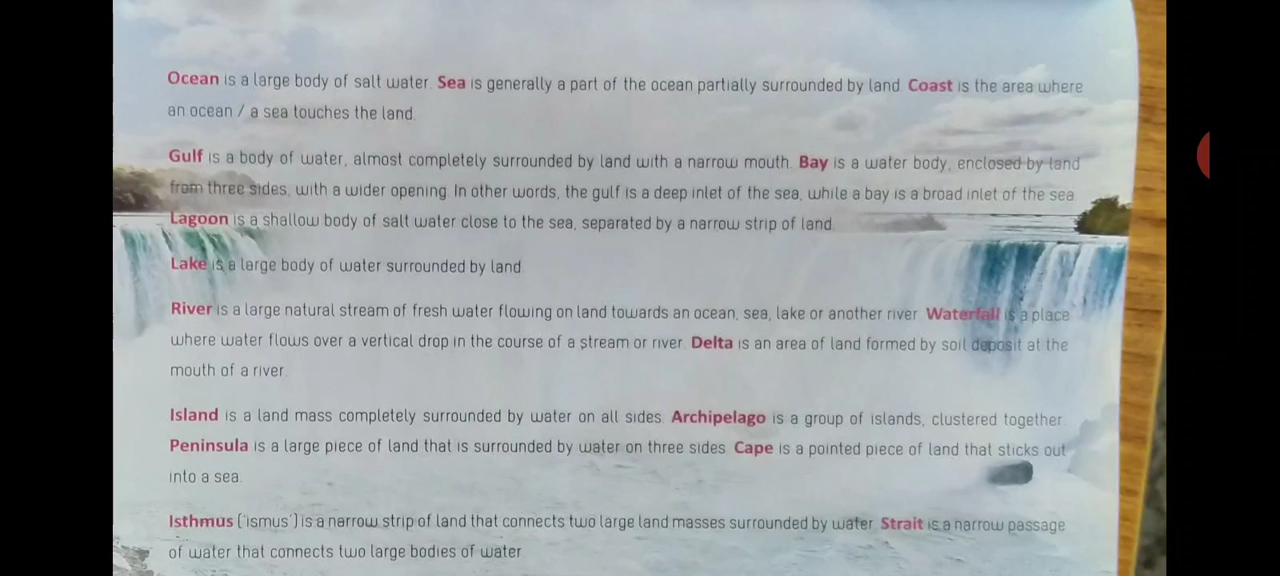 Ocean is a large body of salt water. Sea is generally a part of the ocean partially surrounded by land. Coast is the area where
an ocean / a sea touches the land.
Gulf is a body of water, almost completely surrounded by land with a narrow mouth. Bay is a water body, enclosed by land
from three sides, with a wider opening. In other words, the gulf is a deep inlet of the sea, while a bay is a broad inlet of the sea.
Lagoon is a shallow body of salt water close to the sea, separated by a narrow strip of land.
Lake is a large body of water surrounded by land.
River is a large natural stream of fresh water flowing on land towards an ocean, sea, lake or another river. Waterfall is a place
where water flows over a vertical drop in the course of a stream or river. Delta is an area of land formed by soil deposit at the
mouth of a river.
Island is a land mass completely surrounded by water on all sides. Archipelago is a group of islands, clustered together.
Peninsula is a large piece of land that is surrounded by water on three sides. Cape is a pointed piece of land that sticks out
into a sea.
Isthmus ('ismus') is a narrow strip of land that connects two large land masses surrounded by water. Strait is a narrow passage
of water that connects two large bodies of water.